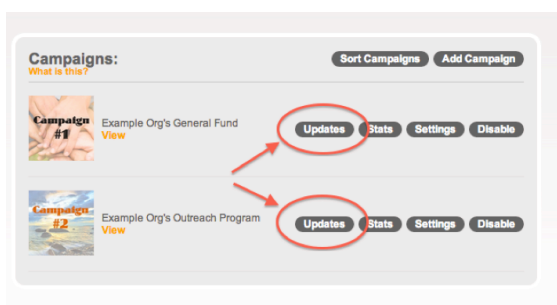 Campaigns:
What is this?
Sort Campaigns Add Campaign
Campaign
#1
Example Org's General Fund
View
Updates Stats Settings Disable
Campaign
#2
Example Org's Outreach Program
View
Updates Stats Settings Disable